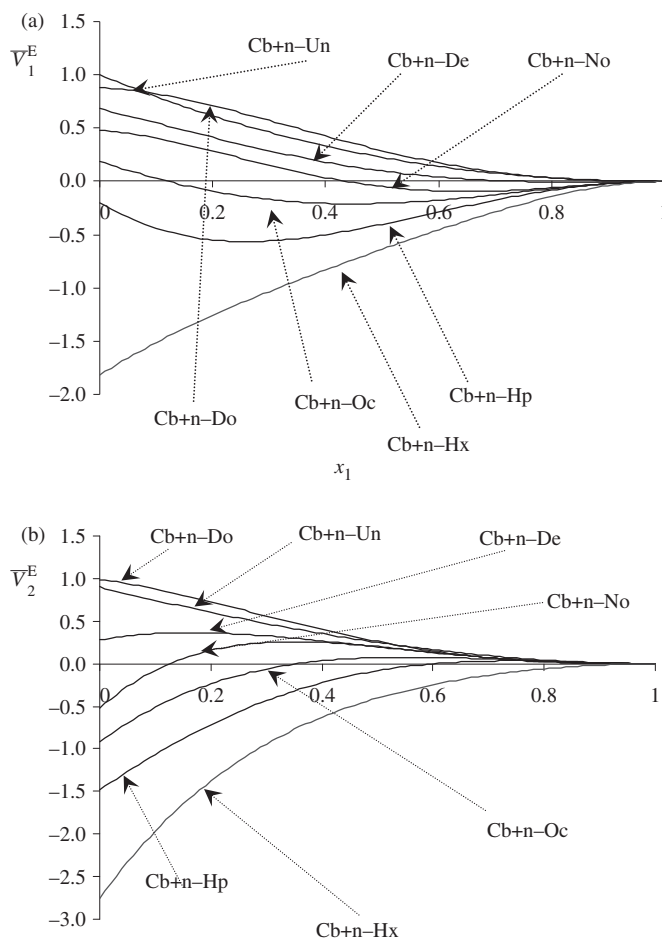 (a)
V̅₁ᴱ
1.5
1.0
0.5
0.0
−0.5
−1.0
−1.5
−2.0
0 0.2 0.4 0.6 0.8 1
Cb+n–Un
Cb+n–De
Cb+n–No
Cb+n–Do
Cb+n–Oc
Cb+n–Hp
Cb+n–Hx
x₁
(b)
V̅₂ᴱ
1.5
1.0
0.5
0.0
−0.5
−1.0
−1.5
−2.0
−2.5
−3.0
0 0.2 0.4 0.6 0.8 1
Cb+n–Do
Cb+n–Un
Cb+n–De
Cb+n–No
Cb+n–Oc
Cb+n–Hp
Cb+n–Hx